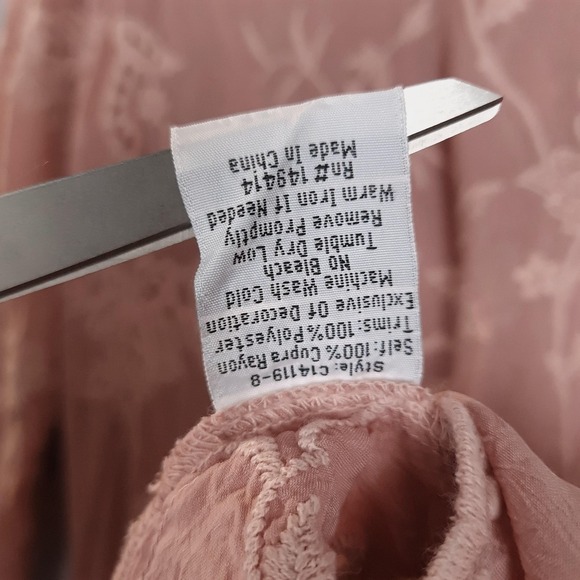 Style: C14119-8
Self:100% Cupra Rayon
Trims:100% Polyester
Exclusive Of Decoration
Machine Wash Cold
No Bleach
Tumble Dry Low
Remove Promptly
Warm Iron If Needed
Rn# 149414
Made In China